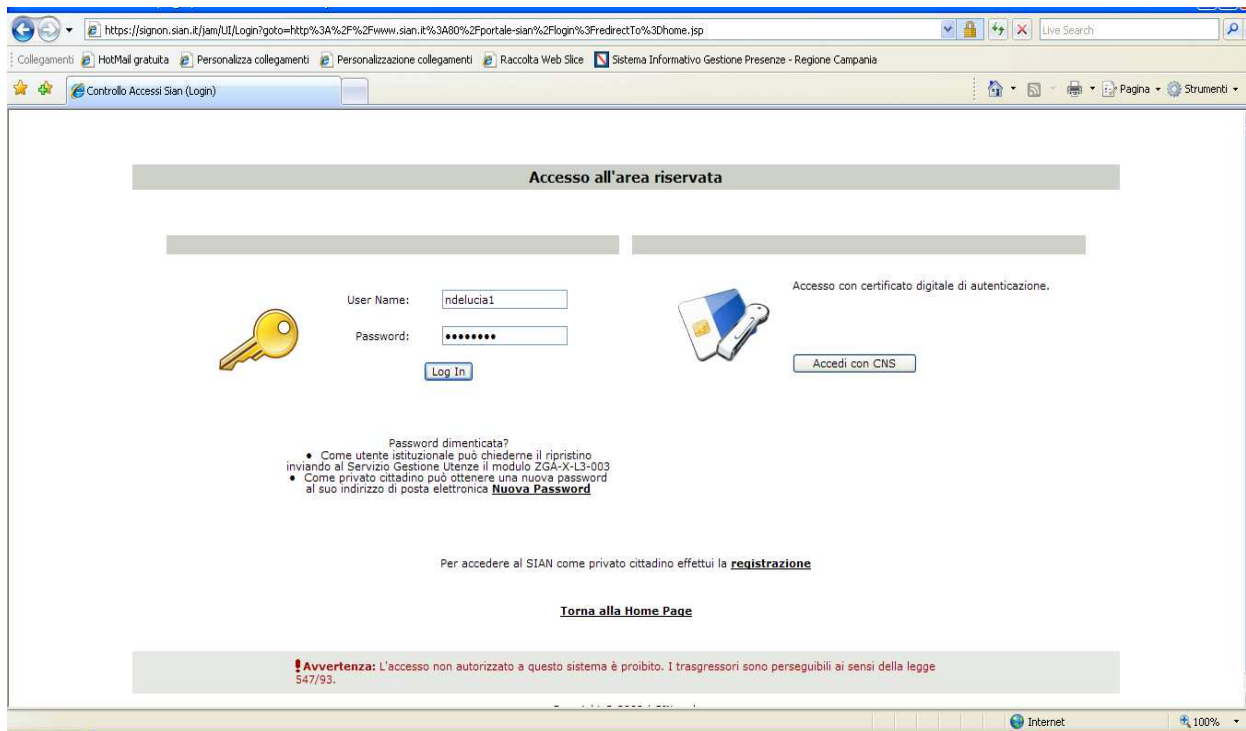 https://signon.sian.it/jam/UI/Login?goto=http%3A%2F%2Fwww.sian.it%3A80%2Fportale-sian%2Flogin%3FredirectTo%3Dhome.jsp
Live Search
Collegamenti HotMail gratuita Personalizza collegamenti Personalizzazione collegamenti Raccolta Web Slice Sistema Informativo Gestione Presenze - Regione Campania
Controllo Accessi Sian (Login)
Pagina Strumenti
Accesso all'area riservata
User Name: ndelucia1
Password: ••••••••
Log In
Accesso con certificato digitale di autenticazione.
Accedi con CNS
Password dimenticata?
• Come utente istituzionale può chiederne il ripristino
inviando al Servizio Gestione Utenze il modulo ZGA-X-L3-003
• Come privato cittadino può ottenere una nuova password
al suo indirizzo di posta elettronica Nuova Password
Per accedere al SIAN come privato cittadino effettui la registrazione
Torna alla Home Page
Avvertenza: L'accesso non autorizzato a questo sistema è proibito. I trasgressori sono perseguibili ai sensi della legge
547/93.
Internet
100%